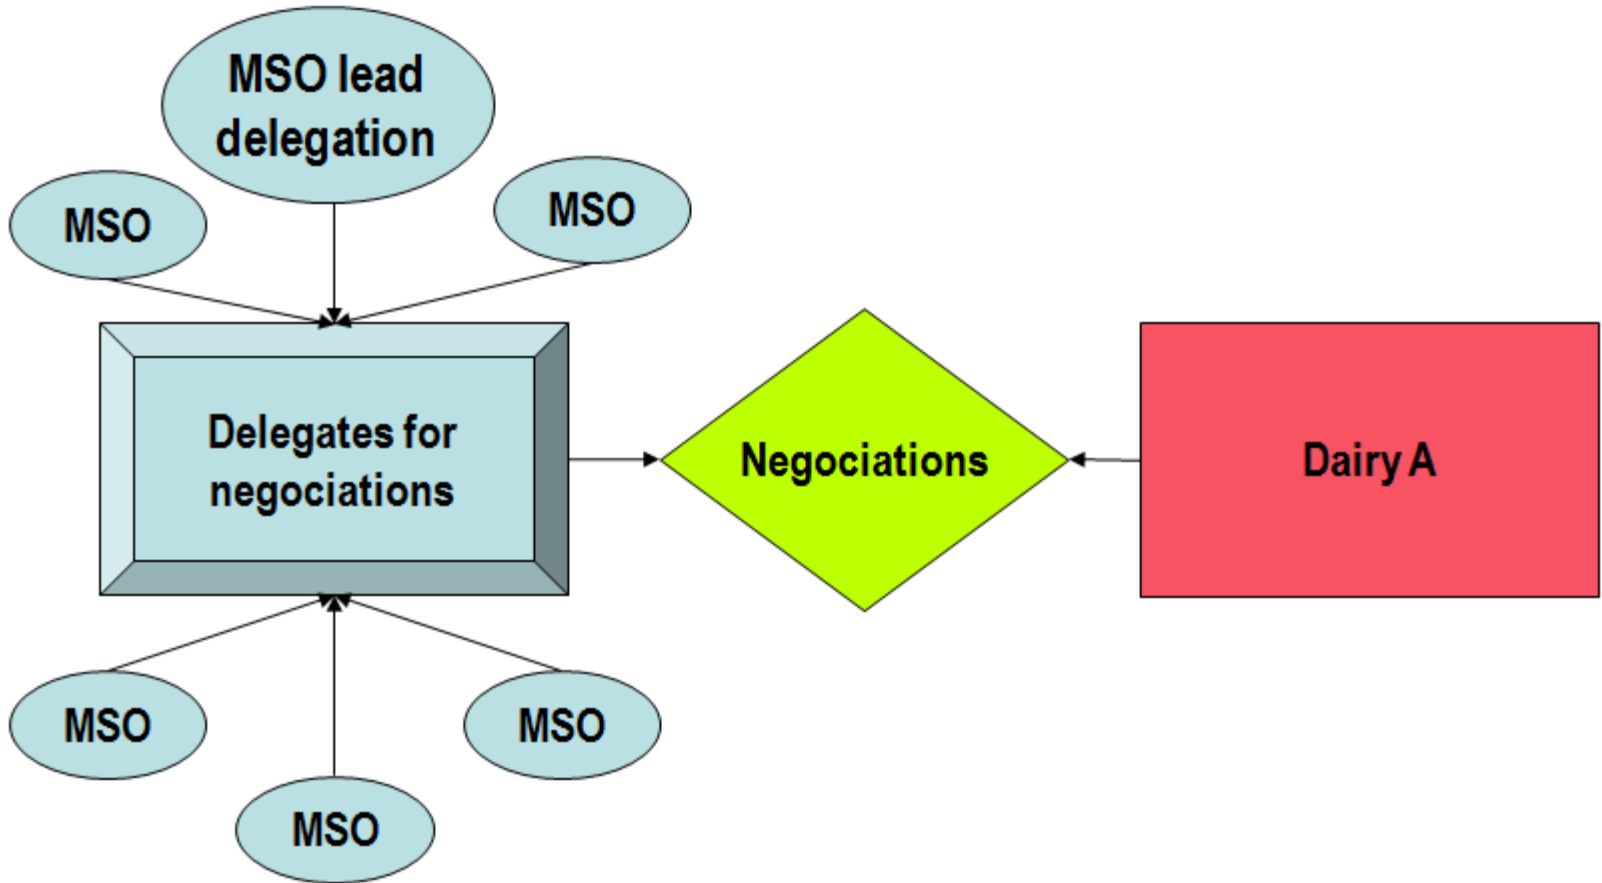 MSO lead
delegation
MSO
MSO
Delegates for
negociations
Negociations
Dairy A
MSO
MSO
MSO